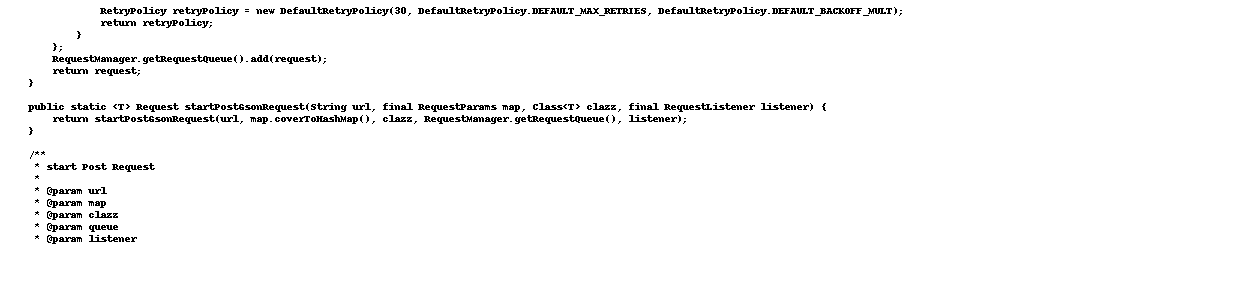 RetryPolicy retryPolicy = new DefaultRetryPolicy(30, DefaultRetryPolicy.DEFAULT_MAX_RETRIES, DefaultRetryPolicy.DEFAULT_BACKOFF_MULT);
return retryPolicy;
}
};
RequestManager.getRequestQueue().add(request);
return request;
}
public static <T> Request startPostGsonRequest(String url, final RequestParams map, Class<T> clazz, final RequestListener listener) {
return startPostGsonRequest(url, map.coverToHashMap(), clazz, RequestManager.getRequestQueue(), listener);
}
/**
* start Post Request
*
* @param url
* @param map
* @param clazz
* @param queue
* @param listener